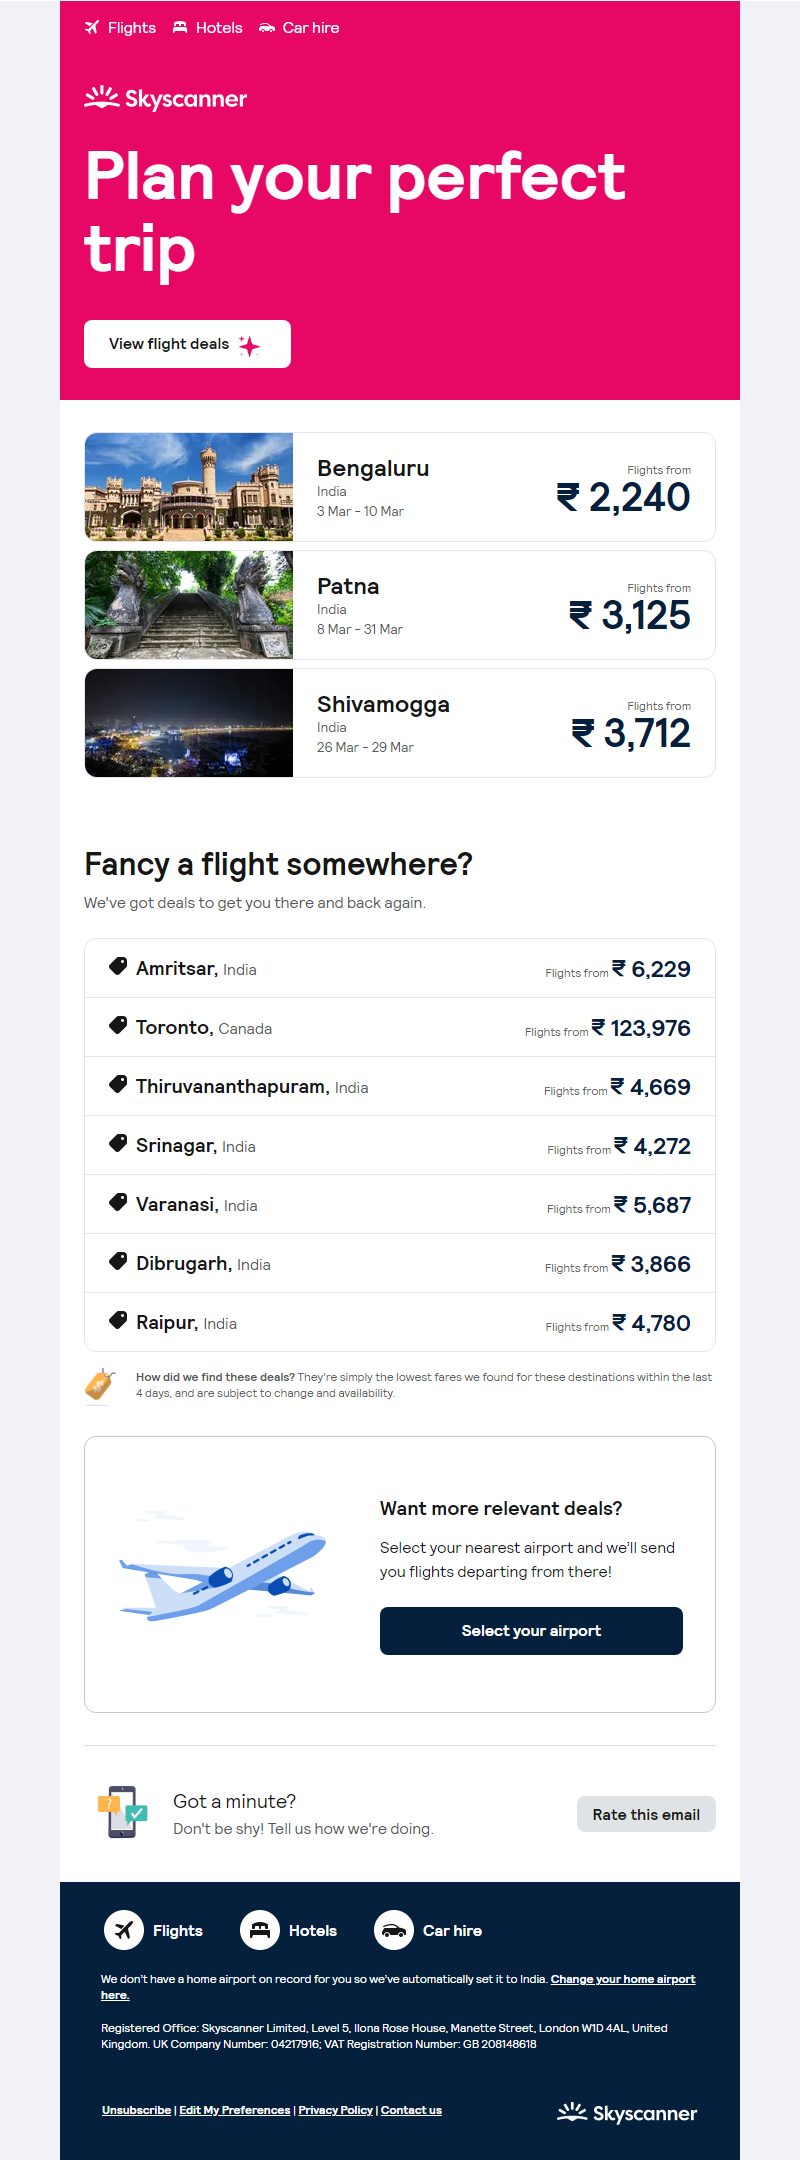 Flights Hotels Car hire
Skyscanner
Plan your perfect
trip
View flight deals
Bengaluru
India
3 Mar - 10 Mar
Flights from
₹ 2,240
Patna
India
8 Mar - 31 Mar
Flights from
₹ 3,125
Shivamogga
India
26 Mar - 29 Mar
Flights from
₹ 3,712
Fancy a flight somewhere?
We've got deals to get you there and back again.
Amritsar, India Flights from ₹ 6,229
Toronto, Canada Flights from ₹ 123,976
Thiruvananthapuram, India Flights from ₹ 4,669
Srinagar, India Flights from ₹ 4,272
Varanasi, India Flights from ₹ 5,687
Dibrugarh, India Flights from ₹ 3,866
Raipur, India Flights from ₹ 4,780
How did we find these deals? They're simply the lowest fares we found for these destinations within the last
4 days, and are subject to change and availability.
Want more relevant deals?
Select your nearest airport and we'll send
you flights departing from there!
Select your airport
?
Got a minute?
Don't be shy! Tell us how we're doing.
Rate this email
Flights Hotels Car hire
We don't have a home airport on record for you so we've automatically set it to India. Change your home airport
here.
Registered Office: Skyscanner Limited, Level 5, Ilona Rose House, Manette Street, London W1D 4AL, United
Kingdom. UK Company Number: 04217916; VAT Registration Number: GB 208148618
Unsubscribe | Edit My Preferences | Privacy Policy | Contact us
Skyscanner